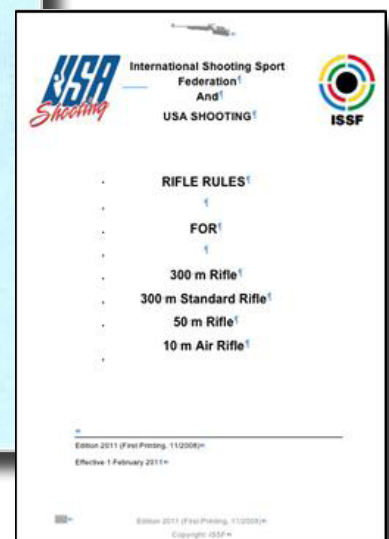 USA
Shooting
International Shooting Sport
Federation¶
And¶
USA SHOOTING¶
ISSF
RIFLE RULES¶
¶
FOR¶
¶
300 m Rifle¶
300 m Standard Rifle¶
50 m Rifle¶
10 m Air Rifle¶
Edition 2011 (First Printing, 11/2008)
Effective 1 February 2011
Edition 2011 (First Printing, 11/2008)
Copyright: ISSF